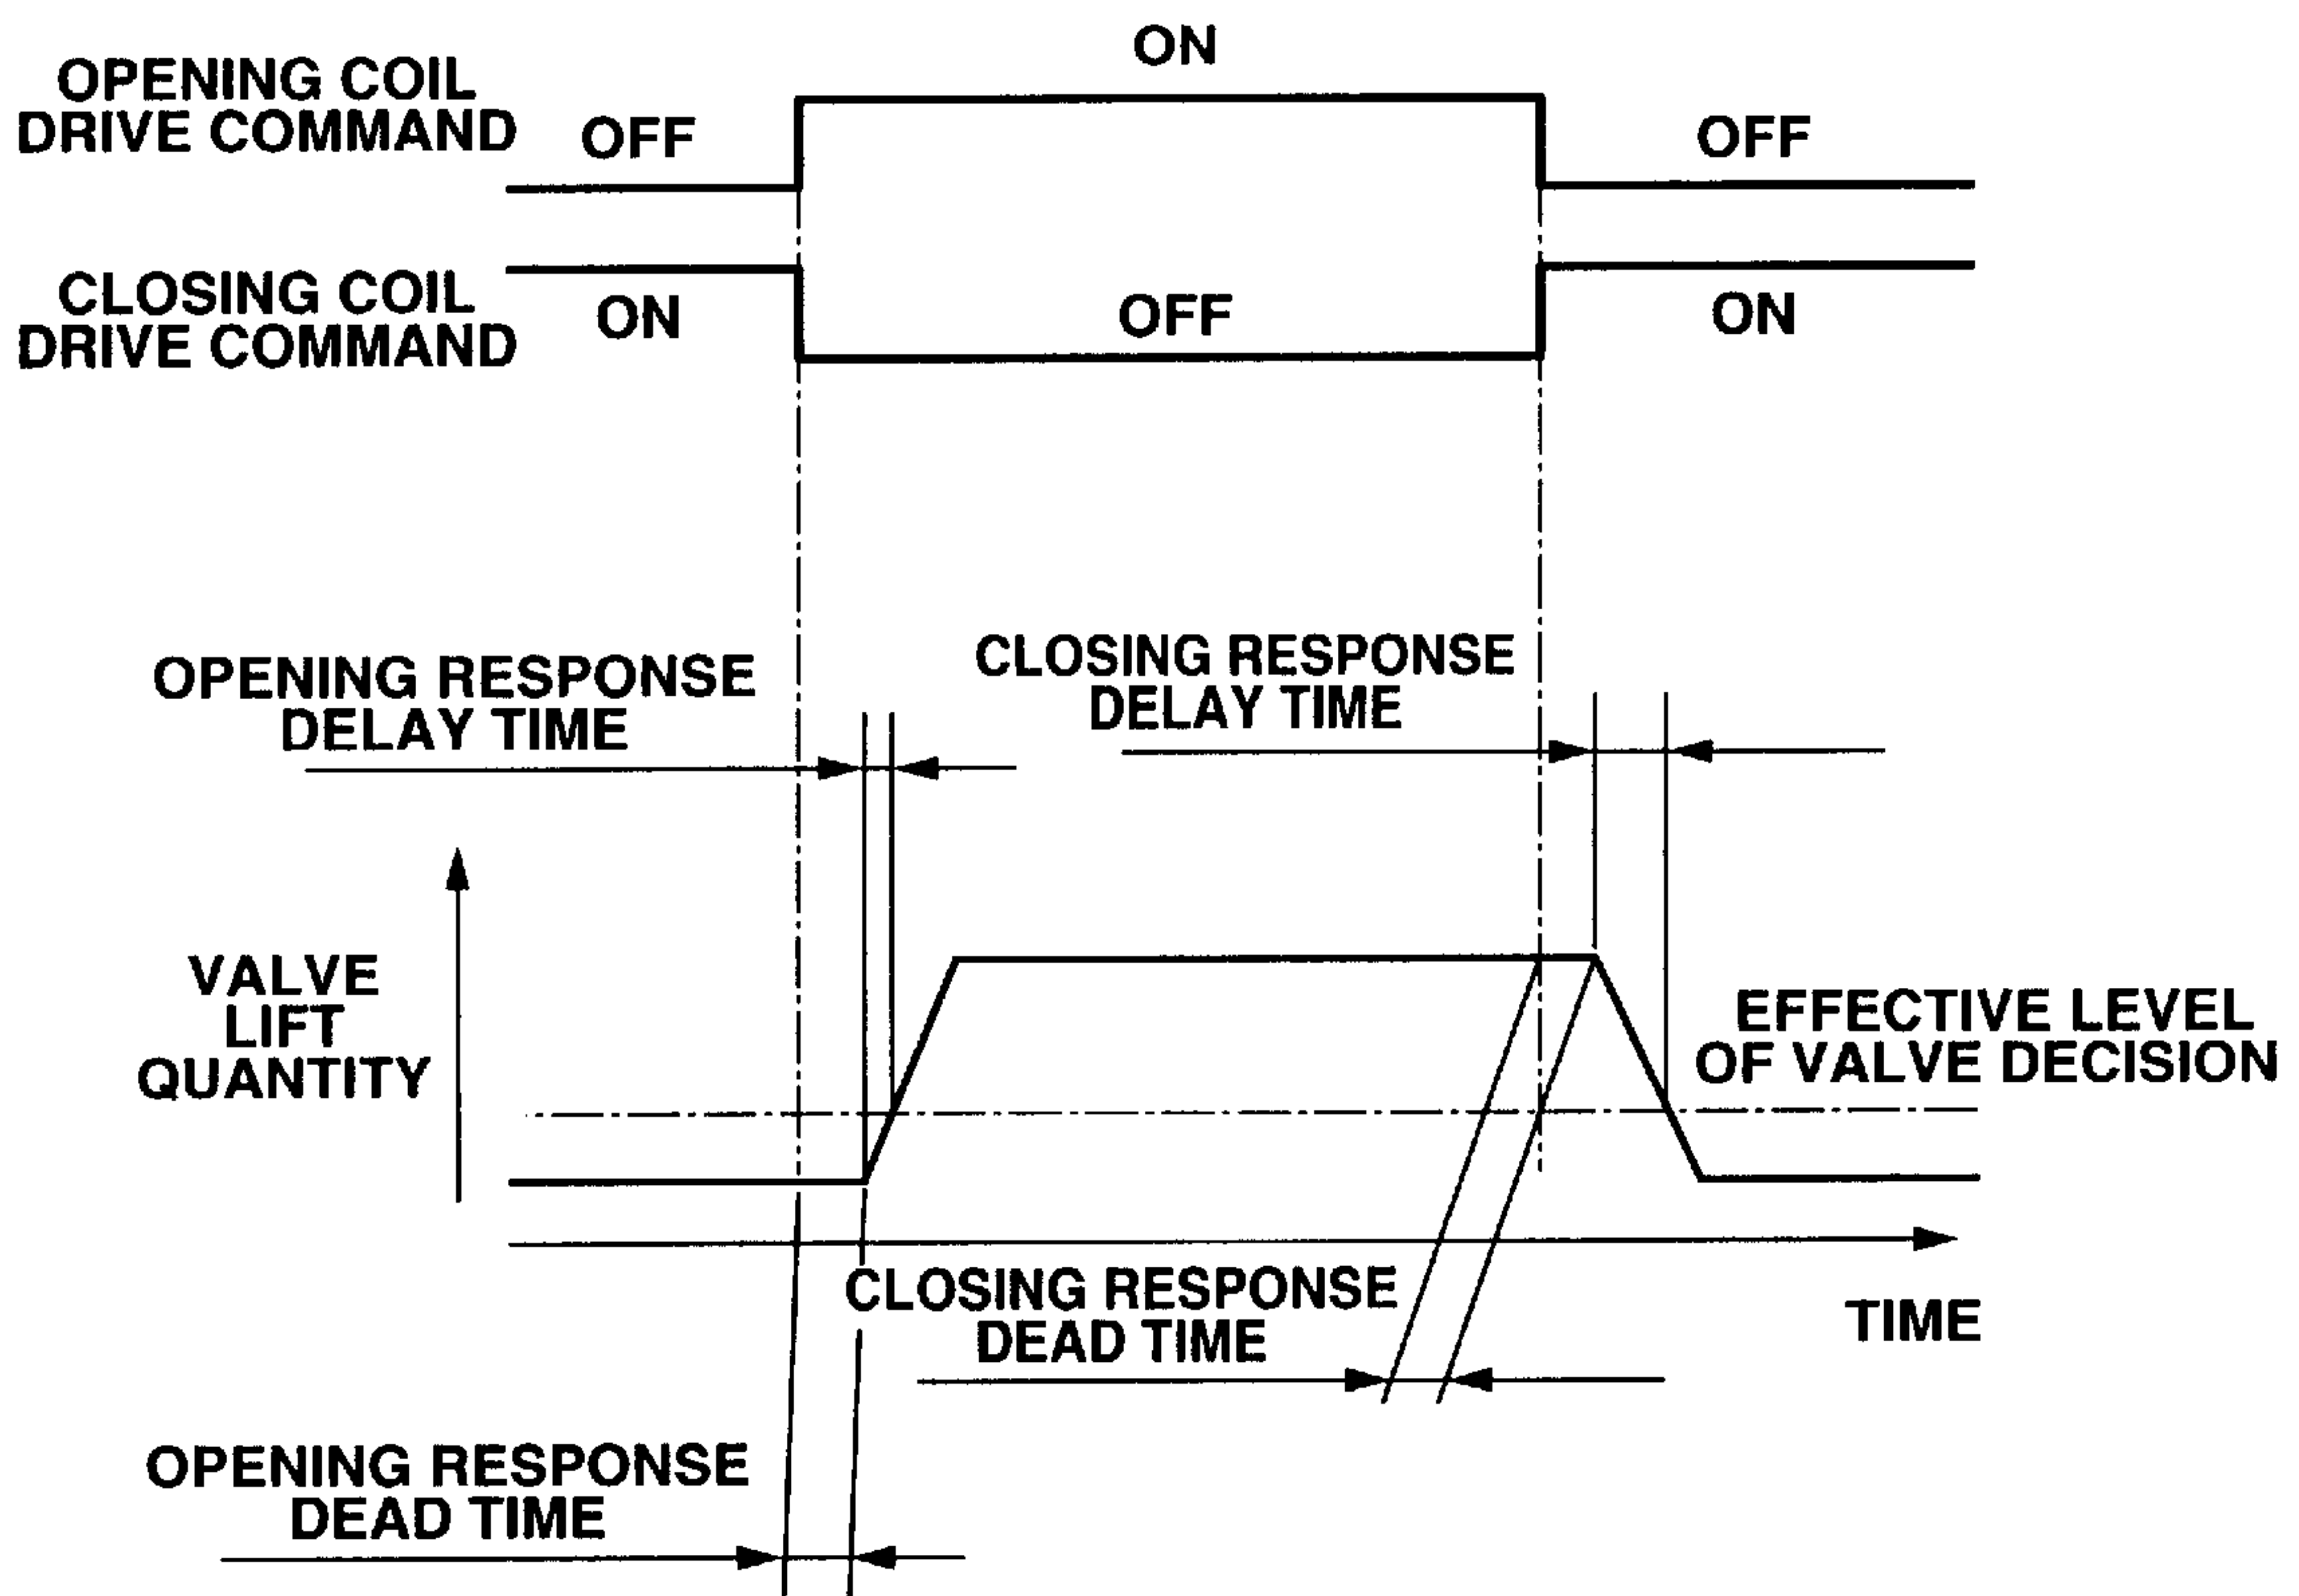 ON
OPENING COIL
DRIVE COMMAND
OFF
OFF
CLOSING COIL
DRIVE COMMAND
ON
OFF
ON
OPENING RESPONSE
DELAY TIME
CLOSING RESPONSE
DELAY TIME
VALVE
LIFT
QUANTITY
EFFECTIVE LEVEL
OF VALVE DECISION
CLOSING RESPONSE
DEAD TIME
TIME
OPENING RESPONSE
DEAD TIME